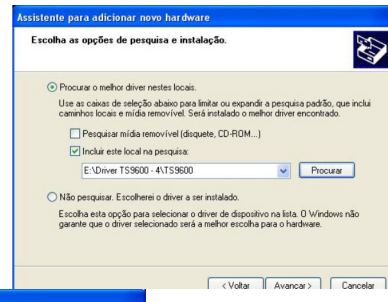 Assistente para adicionar novo hardware
Escolha as opções de pesquisa e instalação.
Procurar o melhor driver nestes locais.
Use as caixas de seleção abaixo para limitar ou expandir a pesquisa padrão, que inclui
caminhos locais e mídia removível. Será instalado o melhor driver encontrado.
Pesquisar mídia removível (disquete, CD-ROM...)
Incluir este local na pesquisa:
E:\Driver TS9600 - 4\TS9600
Procurar
Não pesquisar. Escolherei o driver a ser instalado.
Escolha esta opção para selecionar o driver de dispositivo na lista. O Windows não
garante que o driver selecionado será a melhor escolha para o hardware.
< Voltar
Avançar >
Cancelar